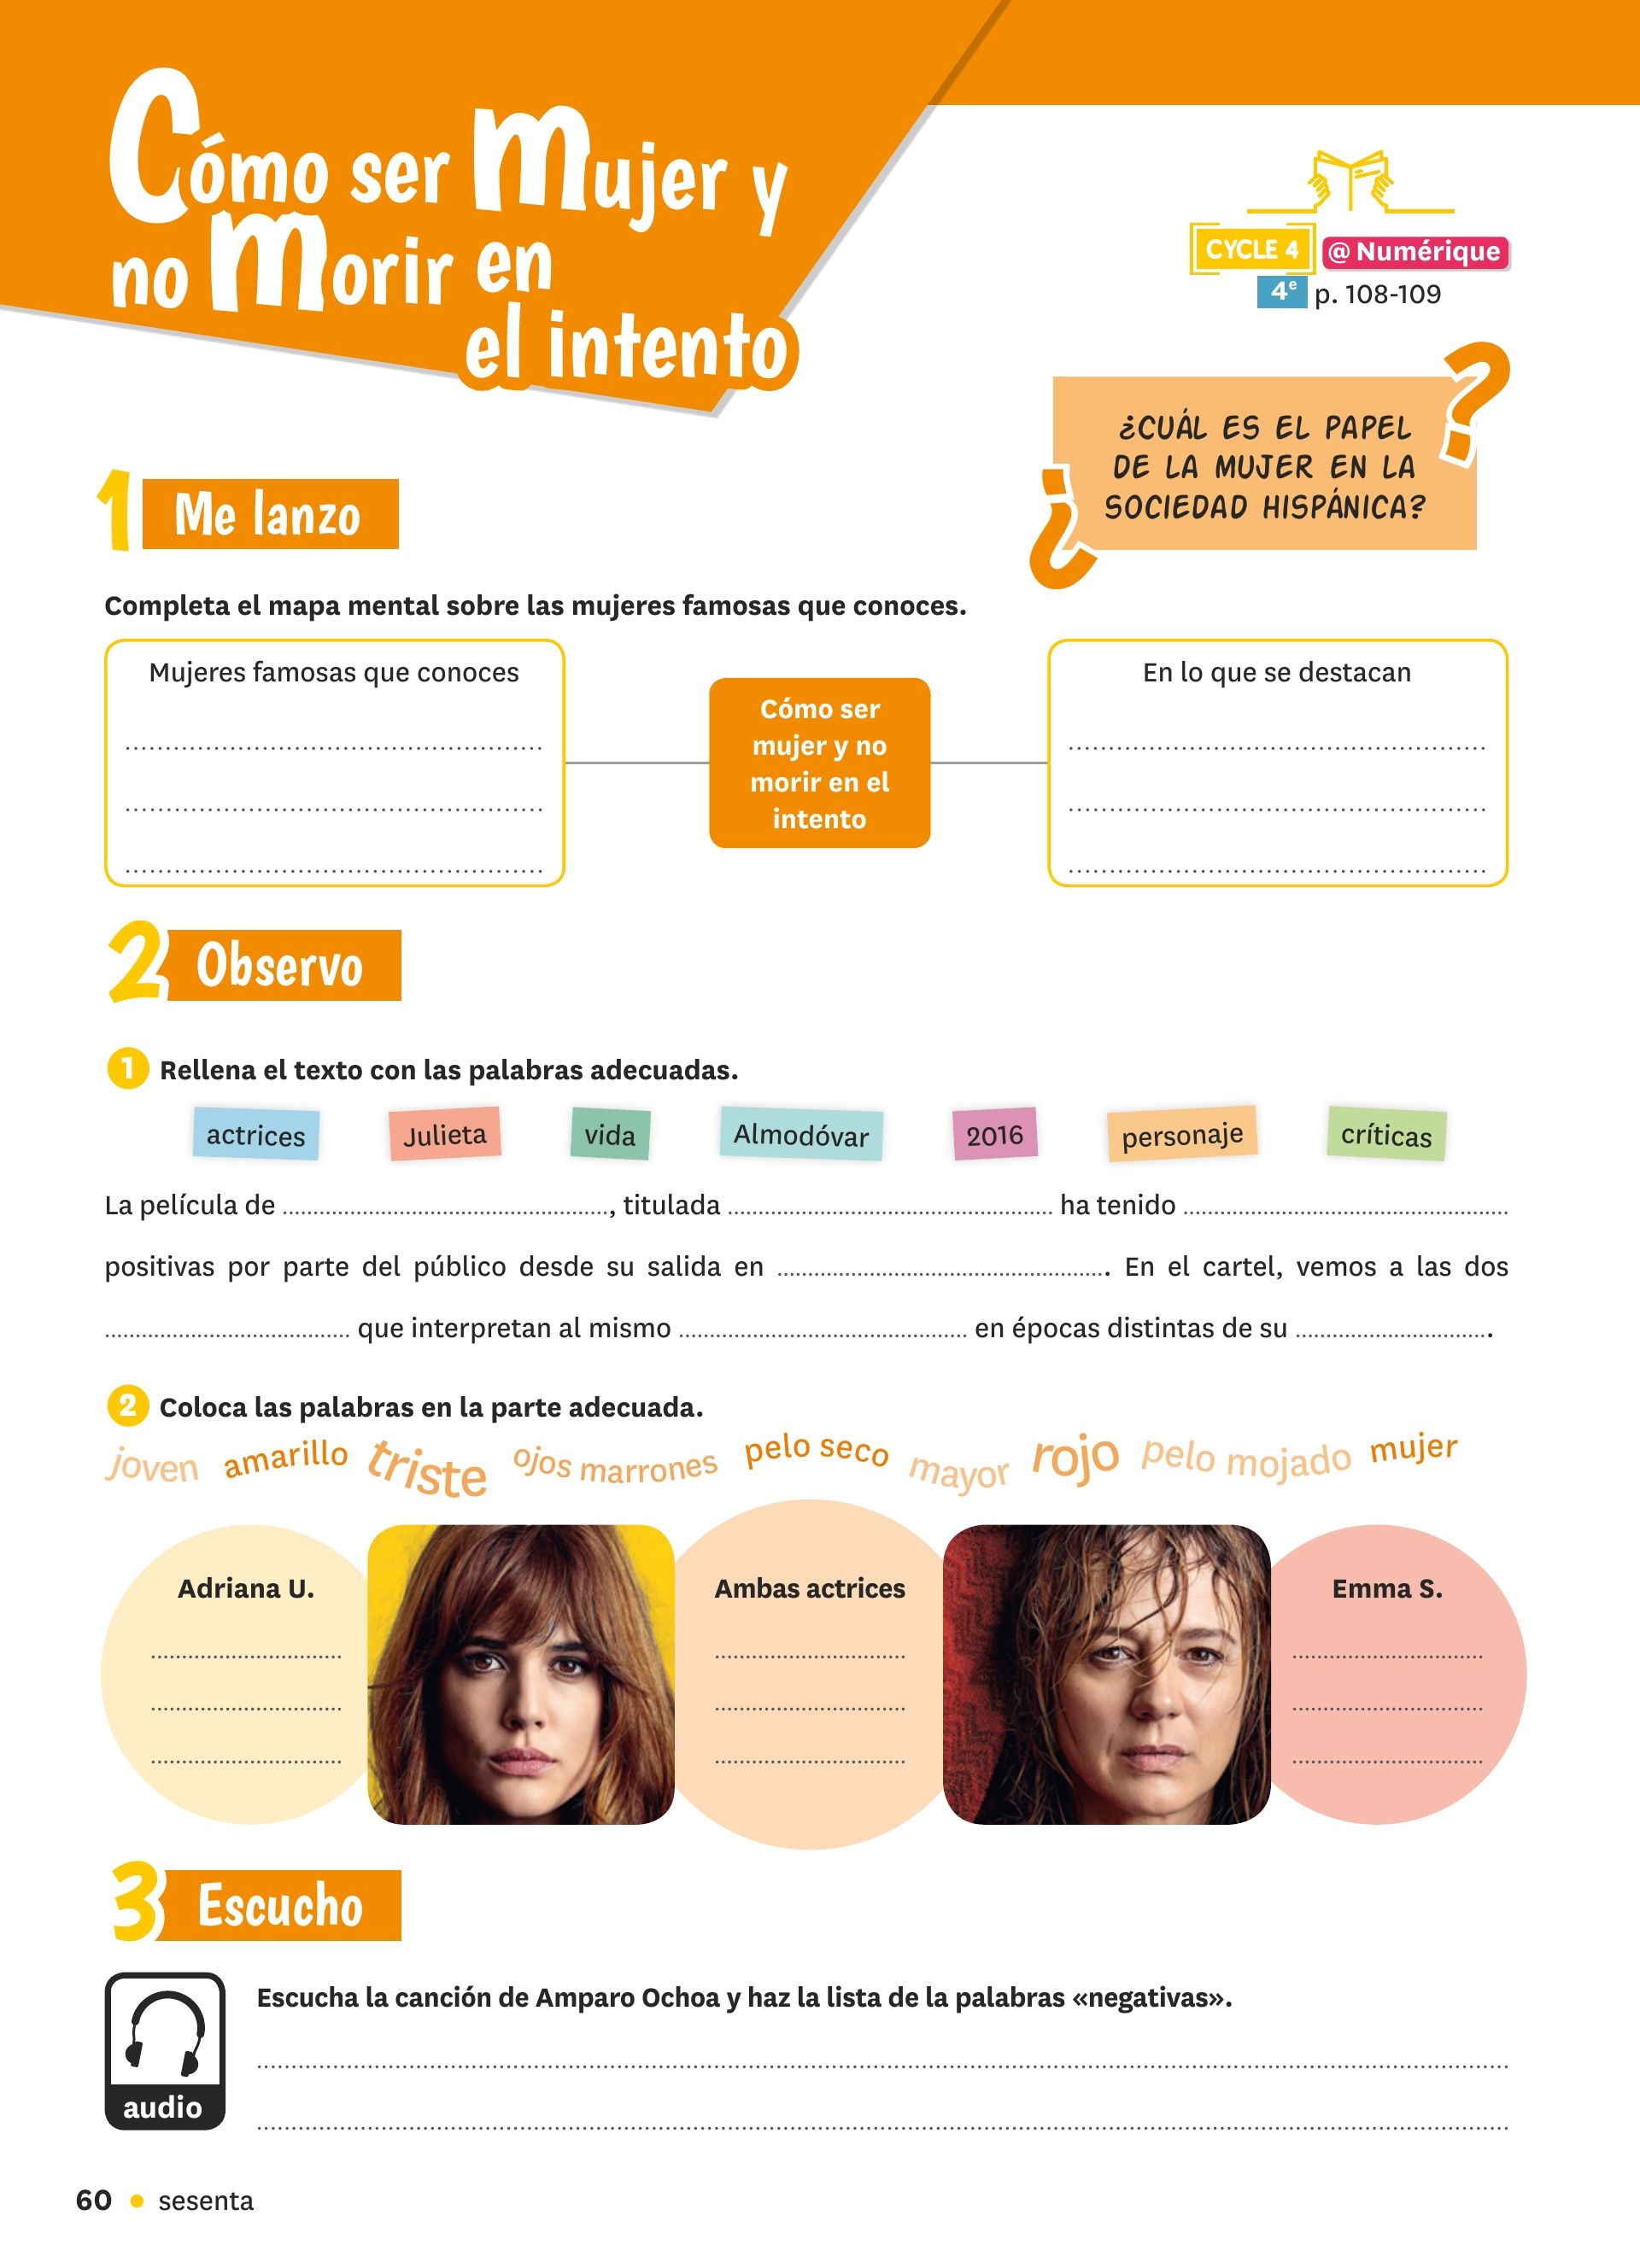 Cómo ser Mujer y
no Morir en
el intento
CYCLE 4 @ Numérique
4e p. 108-109
¿CUÁL ES EL PAPEL
DE LA MUJER EN LA
SOCIEDAD HISPÁNICA?
1 Me lanzo
Completa el mapa mental sobre las mujeres famosas que conoces.
Mujeres famosas que conoces
Cómo ser
mujer y no
morir en el
intento
En lo que se destacan
2 Observo
1 Rellena el texto con las palabras adecuadas.
actrices Julieta vida Almodóvar 2016 personaje críticas
La película de ...................., titulada .................... ha tenido ....................
positivas por parte del público desde su salida en ..................... En el cartel, vemos a las dos
.................... que interpretan al mismo .................... en épocas distintas de su .....................
2 Coloca las palabras en la parte adecuada.
joven amarillo triste ojos marrones pelo seco mayor rojo pelo mojado mujer
Adriana U.
Ambas actrices
Emma S.
3 Escucho
audio
Escucha la canción de Amparo Ochoa y haz la lista de la palabras «negativas».
60 • sesenta